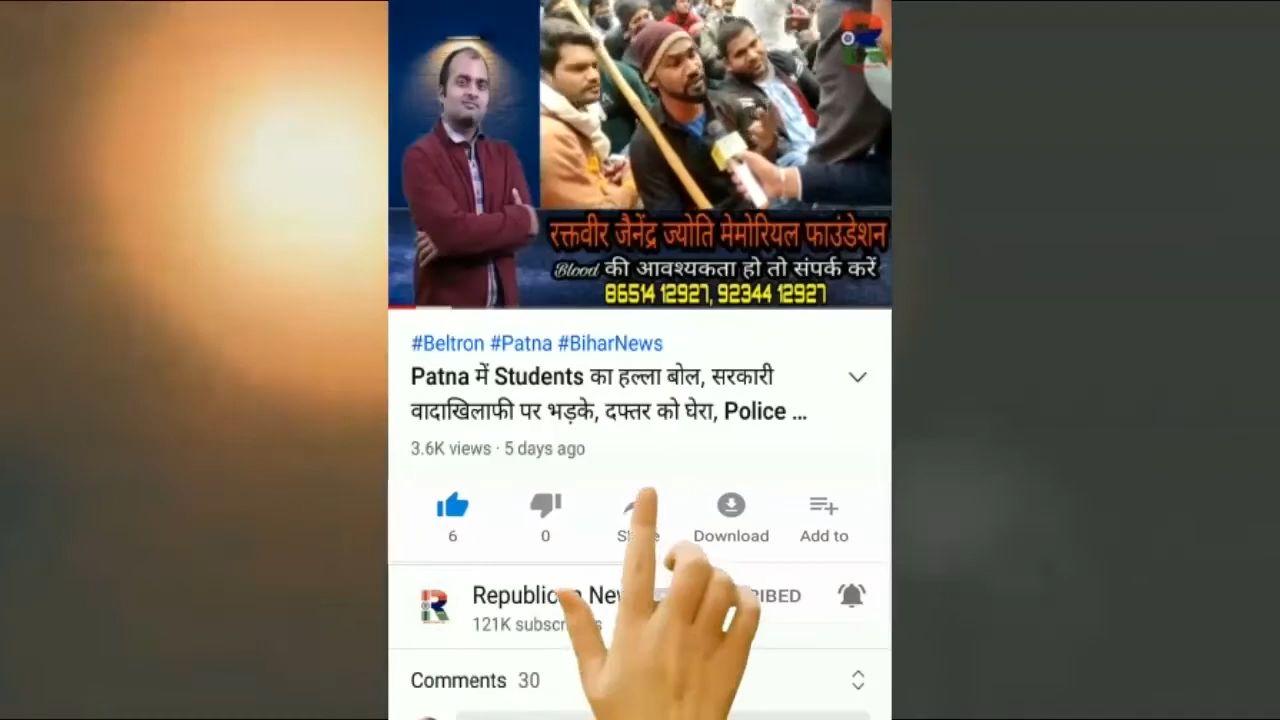 रक्तवीर जैनेंद्र ज्योति मेमोरियल फाउंडेशन
Blood की आवश्यकता हो तो संपर्क करें
86514 12927, 92344 12927
#Beltron #Patna #BiharNews
Patna में Students का हल्ला बोल, सरकारी
वादाखिलाफी पर भड़के, दफ्तर को घेरा, Police ...
3.6K views · 5 days ago
6
0
Download
Add to
121K
Comments 30